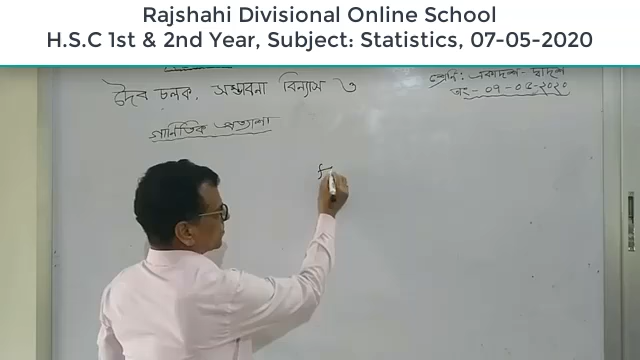 Rajshahi Divisional Online School
H.S.C 1st & 2nd Year, Subject: Statistics, 07-05-2020
শ্রেণি: একাদশ-দ্বাদশ
তাং- ০৭-০৫-২০২০
দৈব চলক, সম্ভাবনা বিন্যাস ও
গাণিতিক প্রত্যাশা